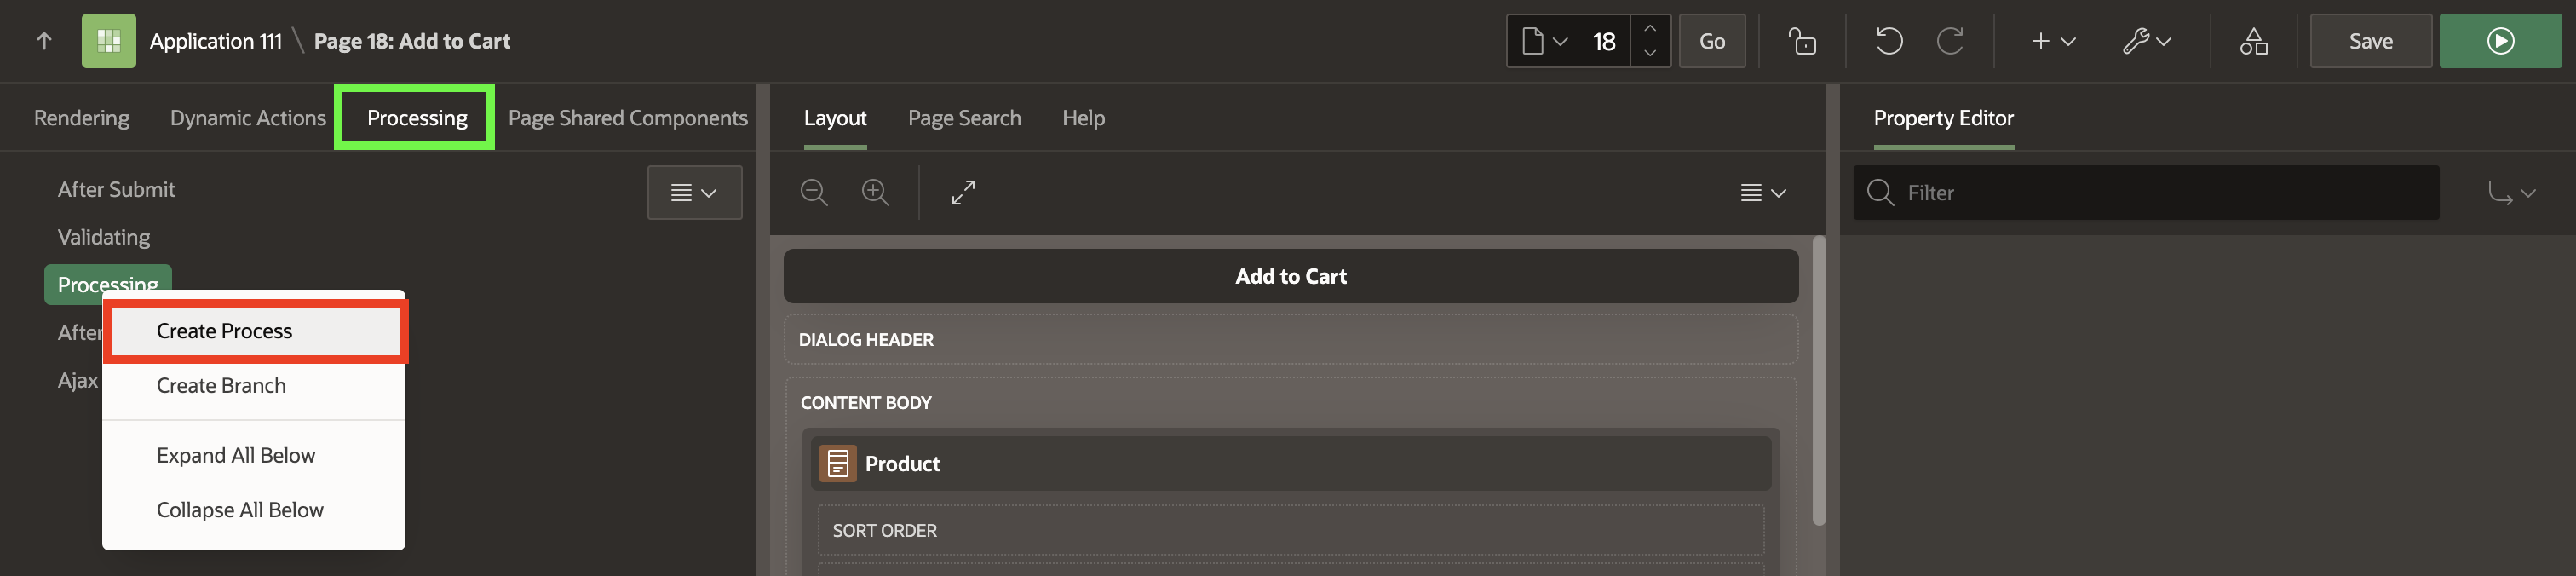 Application 111 \ Page 18: Add to Cart
18
Go
Save
Rendering
Dynamic Actions
Processing
Page Shared Components
After Submit
Validating
Processing
After
Ajax
Create Process
Create Branch
Expand All Below
Collapse All Below
Layout
Page Search
Help
Add to Cart
DIALOG HEADER
CONTENT BODY
Product
SORT ORDER
Property Editor
Filter